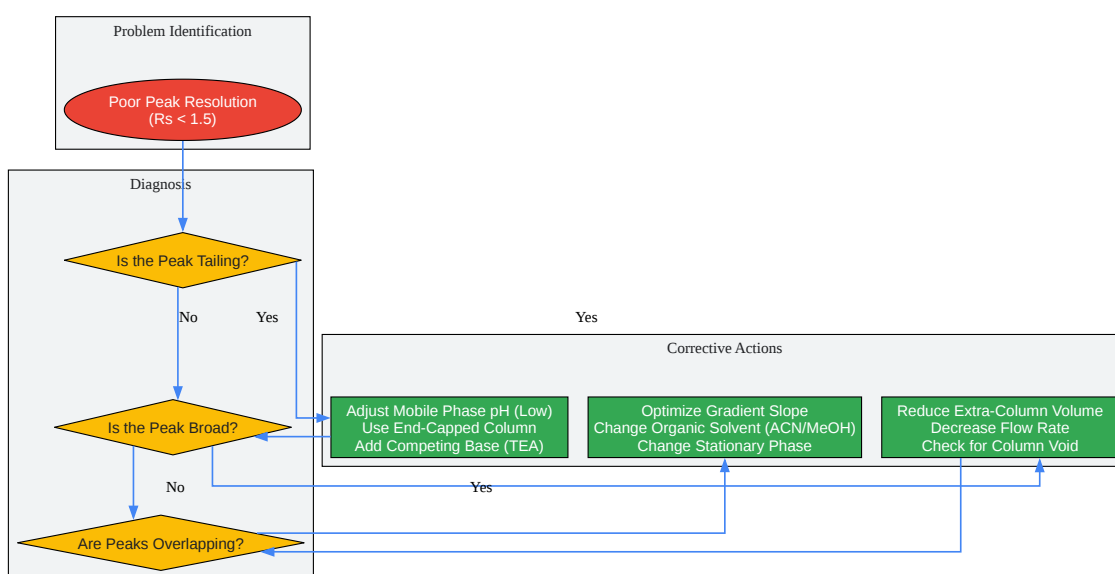 Problem Identification
Poor Peak Resolution
(Rs < 1.5)
Diagnosis
Is the Peak Tailing?
No
Yes
Yes
Corrective Actions
Adjust Mobile Phase pH (Low)
Use End-Capped Column
Add Competing Base (TEA)
Optimize Gradient Slope
Change Organic Solvent (ACN/MeOH)
Change Stationary Phase
Reduce Extra-Column Volume
Decrease Flow Rate
Check for Column Void
Is the Peak Broad?
No
Yes
Are Peaks Overlapping?